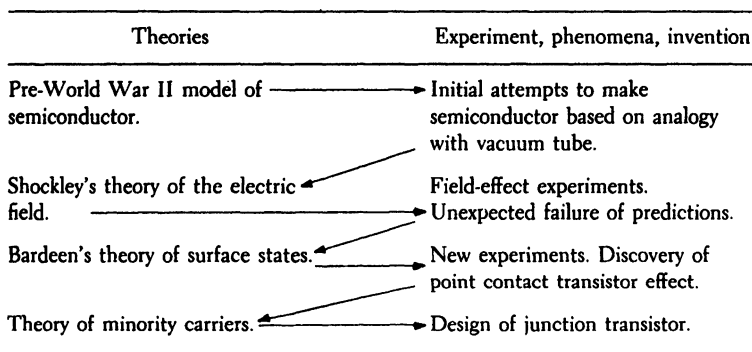 Theories
Experiment, phenomena, invention
Pre-World War II model of
semiconductor.
Initial attempts to make
semiconductor based on analogy
with vacuum tube.
Shockley's theory of the electric
field.
Field-effect experiments.
Unexpected failure of predictions.
Bardeen's theory of surface states.
New experiments. Discovery of
point contact transistor effect.
Theory of minority carriers.
Design of junction transistor.